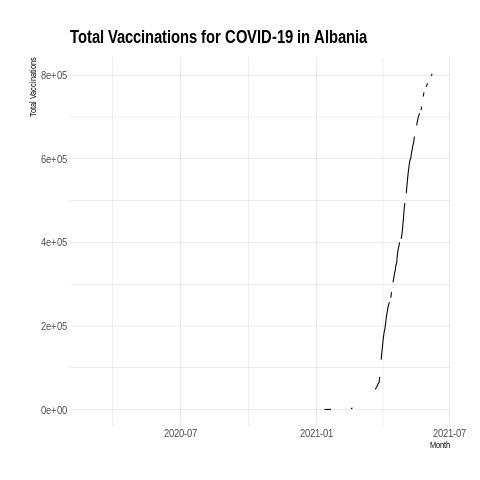 Total Vaccinations for COVID-19 in Albania
Total Vaccinations
8e+05
6e+05
4e+05
2e+05
0e+00
2020-07
2021-01
2021-07
Month